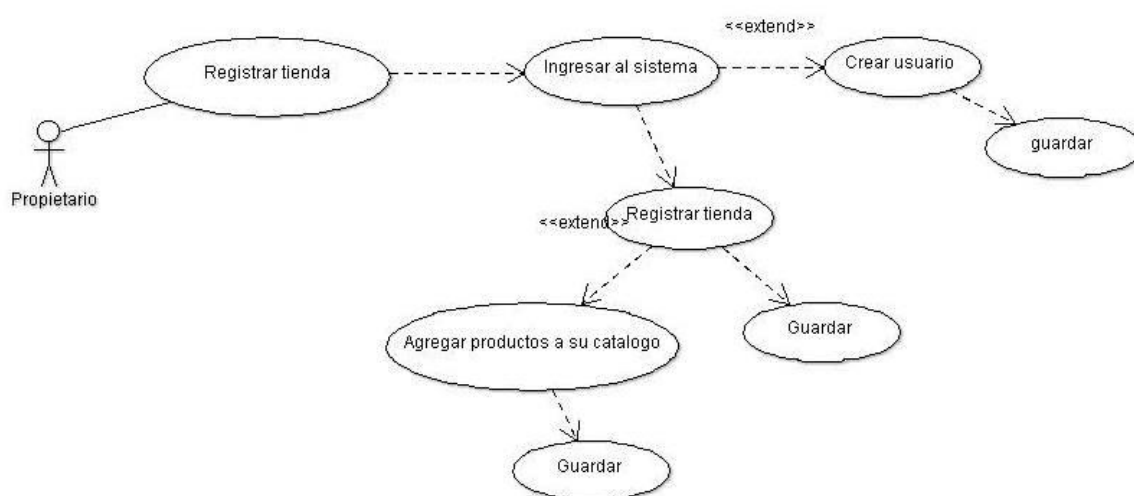 <<extend>>
Registrar tienda
Ingresar al sistema
Crear usuario
guardar
Propietario
<<extend>>
Registrar tienda
Guardar
Agregar productos a su catalogo
Guardar